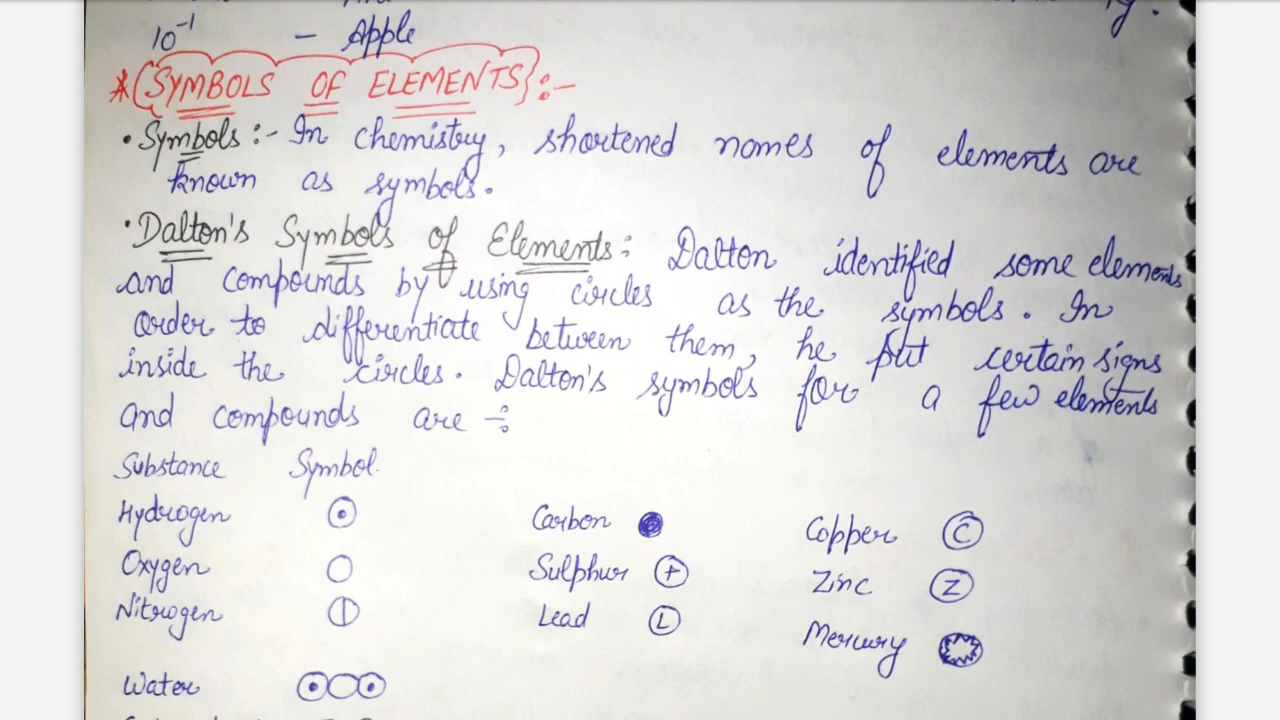 10⁻¹ – Apple
*{SYMBOLS OF ELEMENTS}:-
• Symbols :- In chemistry, shortened names of elements are
known as symbols.
• Dalton's Symbols of Elements: Dalton identified some elements
and compounds by using circles as the symbols. In
order to differentiate between them, he put certain signs
inside the circles. Dalton's symbols for a few elements
and compounds are ÷
Substance Symbol
Hydrogen Carbon Copper C
Oxygen Sulphur + Zinc Z
Nitrogen Lead L Mercury
Water